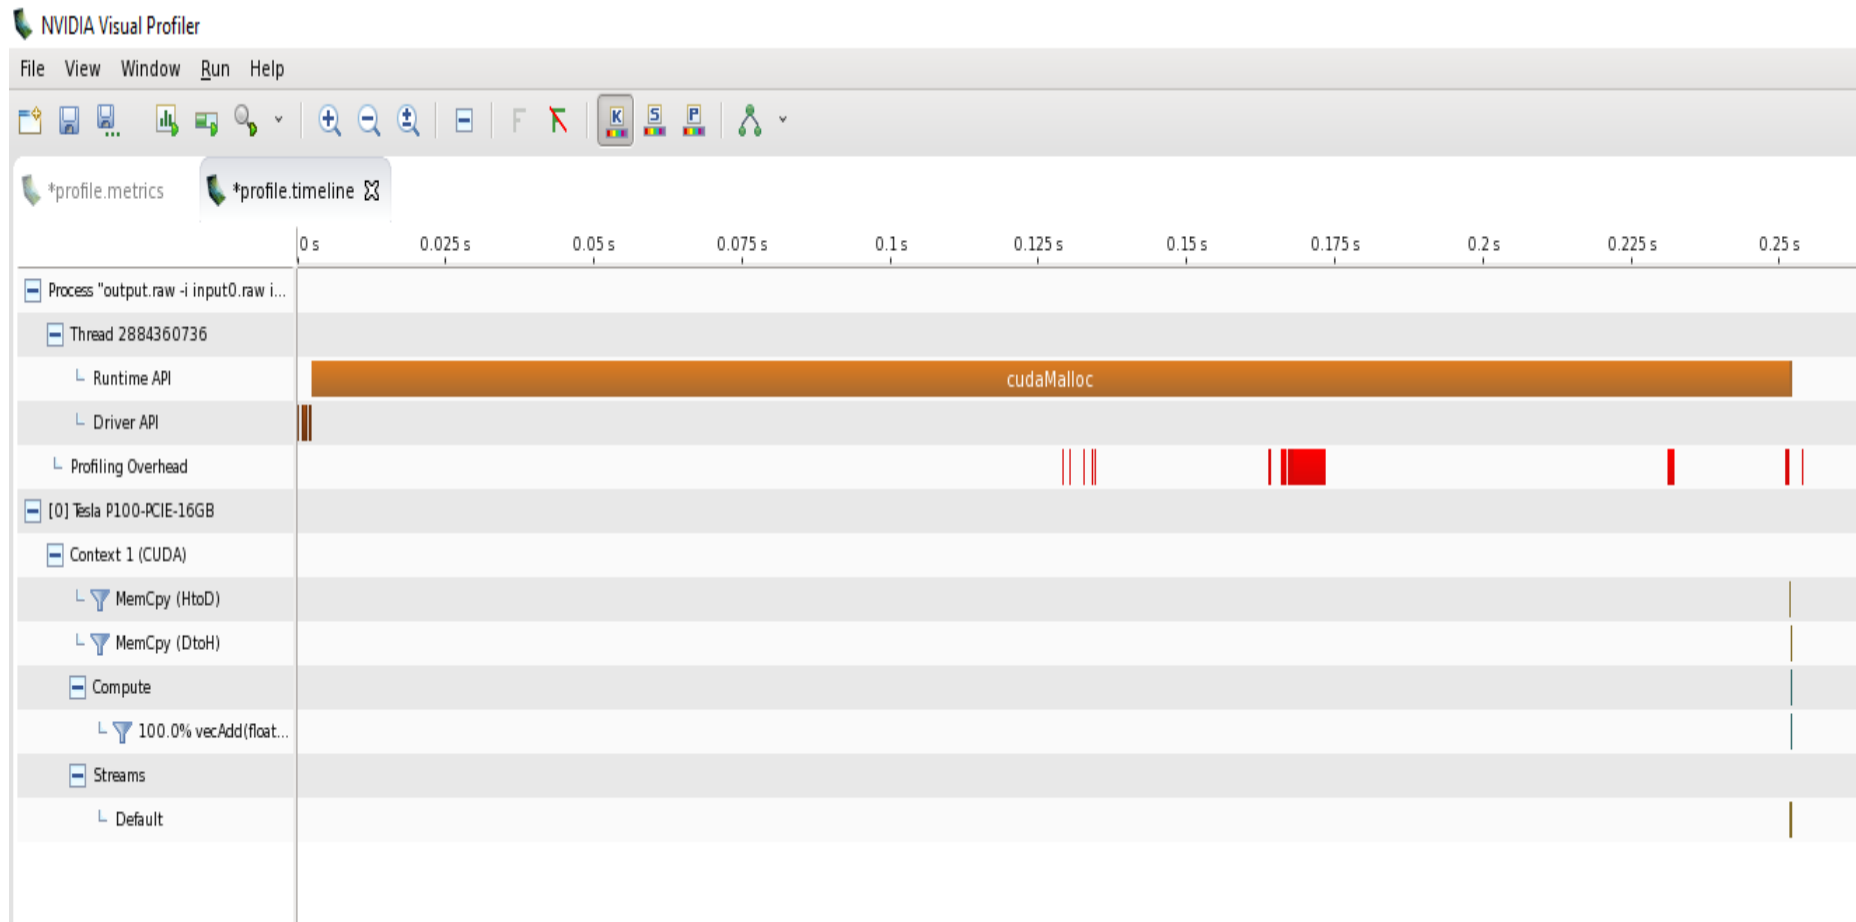 NVIDIA Visual Profiler
File View Window Run Help
K S P
*profile.metrics *profile.timeline
0 s 0.025 s 0.05 s 0.075 s 0.1 s 0.125 s 0.15 s 0.175 s 0.2 s 0.225 s 0.25 s
Process "output.raw -i input0.raw i...
Thread 2884360736
Runtime API cudaMalloc
Driver API
Profiling Overhead
[0] Tesla P100-PCIE-16GB
Context 1 (CUDA)
MemCpy (HtoD)
MemCpy (DtoH)
Compute
100.0% vecAdd(float...
Streams
Default